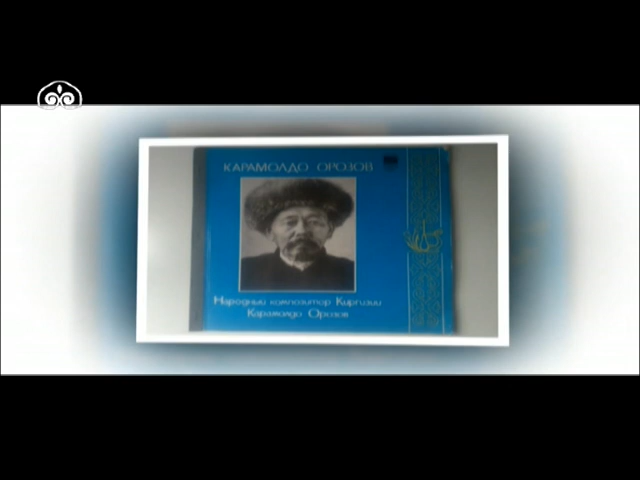 КАРАМОЛДО ОРОЗОВ
Народный композитор Киргизии
Карамолдо Орозов